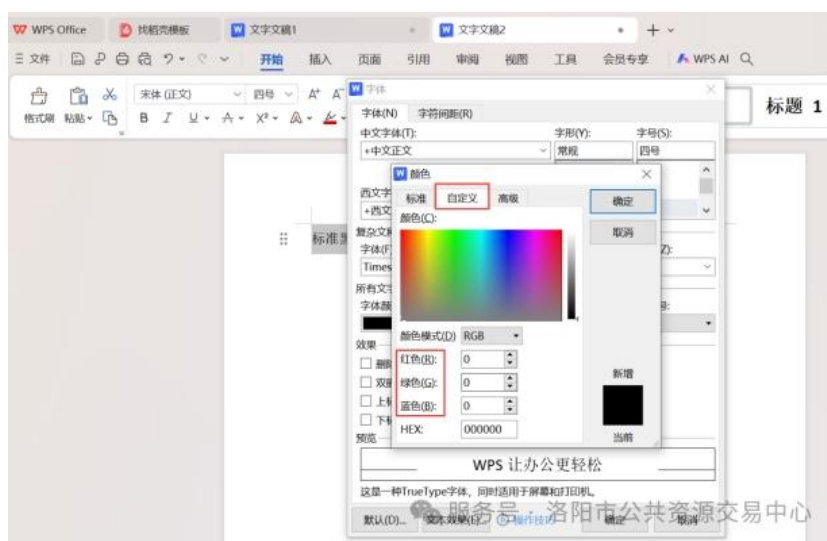 WPS Office 找稻壳模板 文字文稿1 文字文稿2
文件 开始 插入 页面 引用 审阅 视图 工具 会员专享 WPS AI
宋体 (正文) 四号 A⁺ A⁻
格式刷 粘贴 B I U A X² A 标题 1
字体
字体(N) 字符间距(R)
中文字体(T): 字形(Y): 字号(S):
+中文正文 常规 四号
颜色
标准 自定义 高级 确定
西文字
+西文
颜色(C):
取消
标准
复杂文
字体(F) Z):
Times
所有文字
字体颜 号:
颜色模式(D) RGB
效果
红色(R): 0
删除
绿色(G): 0
双删
蓝色(B): 0
上标
新增
下标
HEX: 000000
当前
预览
WPS 让办公更轻松
这是一种TrueType字体，同时适用于屏幕和打印机。
默认(D)... 文本效果(E)... 操作技巧 确定 取消
服务号 · 洛阳市公共资源交易中心